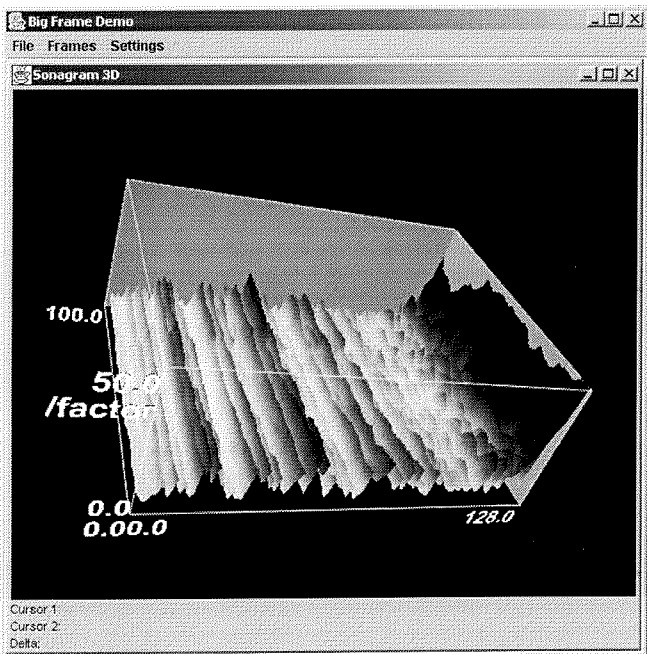 Big Frame Demo
File Frames Settings
Sonagram 3D
100.0
50.0
/factor
0.0
0.00.0
128.0
Cursor 1
Cursor 2:
Delta: